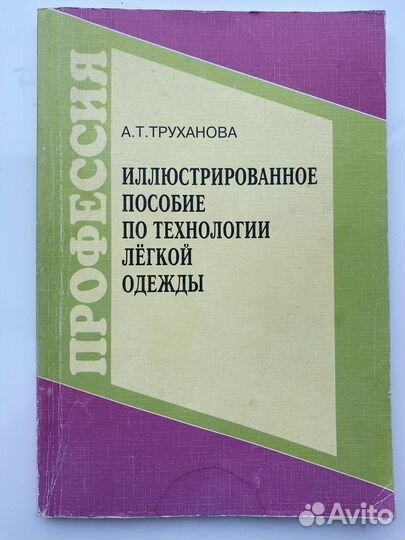 ПРОФЕССИЯ
А.Т.ТРУХАНОВА
ИЛЛЮСТРИРОВАННОЕ
ПОСОБИЕ
ПО ТЕХНОЛОГИИ
ЛЁГКОЙ
ОДЕЖДЫ
Avito